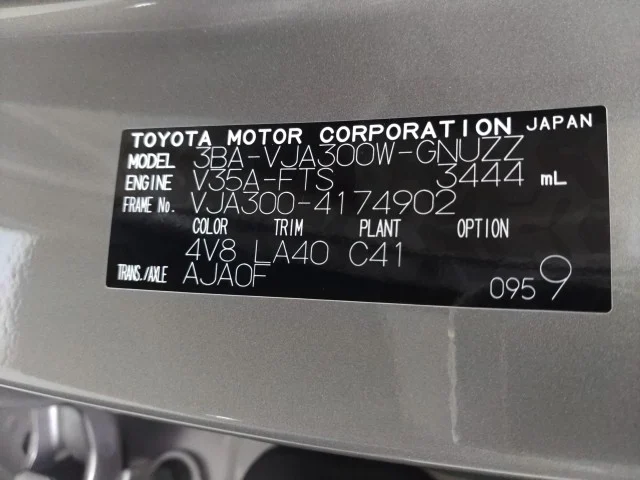 TOYOTA MOTOR CORPORATION JAPAN
MODEL 3BA-VJA300W-GNUZZ
ENGINE V35A-FTS 3444 mL
FRAME No. VJA300-4174902
COLOR TRIM PLANT OPTION
4V8 LA40 C41
TRANS./AXLE AJA0F
0959